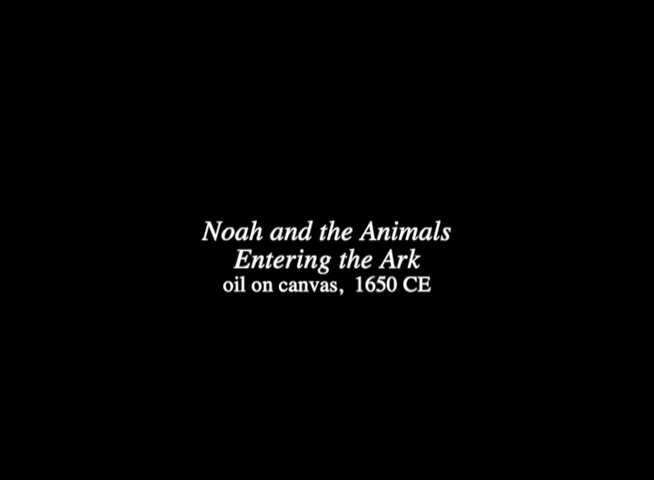 Noah and the Animals
Entering the Ark
oil on canvas, 1650 CE